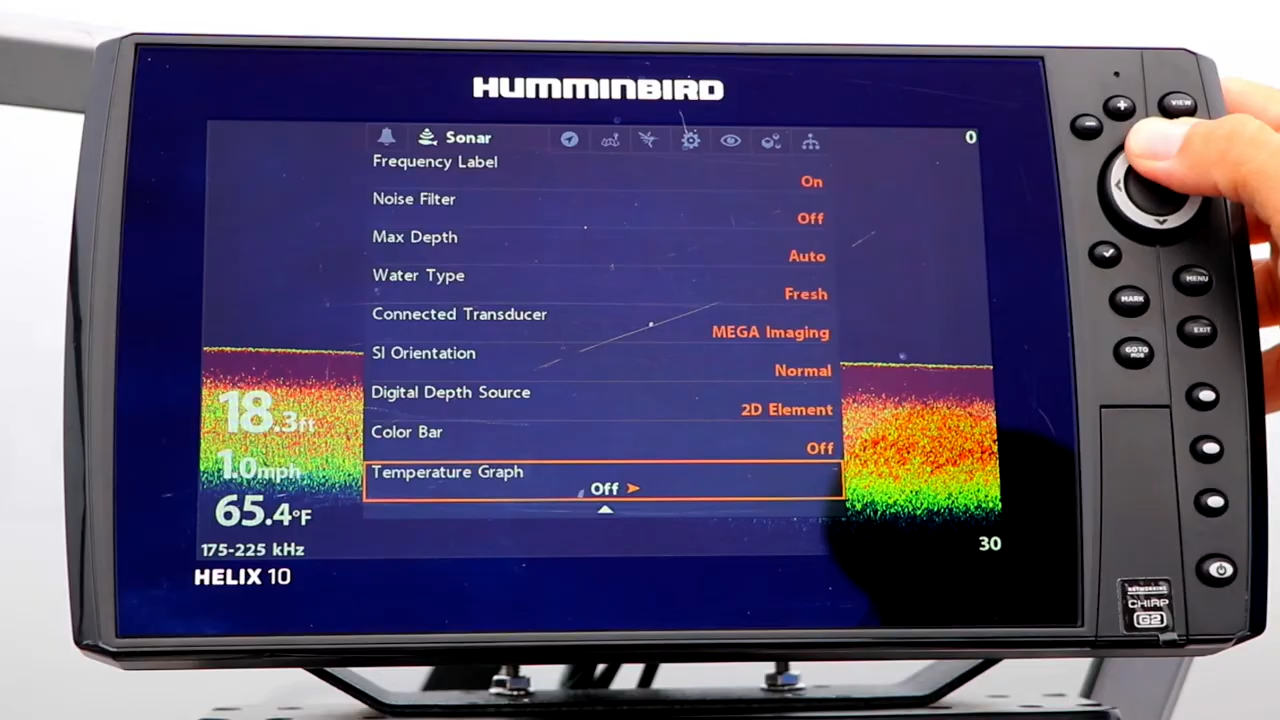 HUMMINBIRD
Sonar
0
Frequency Label
On
Noise Filter
Off
Max Depth
Auto
Water Type
Fresh
Connected Transducer
MEGA Imaging
SI Orientation
Normal
Digital Depth Source
2D Element
Color Bar
Off
Temperature Graph
Off
18.3ft
1.0mph
65.4°F
175-225 kHz
30
HELIX 10
+
-
VIEW
MENU
MARK
EXIT
GOTO
MOB
NETWORKING
CHIRP
G2